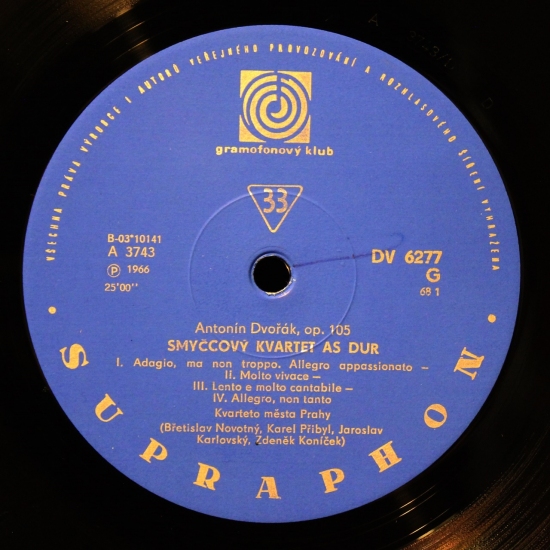 VŠECHNA PRÁVA VÝROBCE I AUTORŮ VEŘEJNÉHO PROVOZOVÁNÍ A ROZHLASOVÉHO ŠÍŘENÍ VYHRAZENA
gramofonový klub
33
B-03*10141
A 3743
Ⓟ 1966
25'00''
DV 6277
G
68 1
Antonín Dvořák, op. 105
SMYČCOVÝ KVARTET AS DUR
I. Adagio, ma non troppo. Allegro appassionato –
II. Molto vivace –
III. Lento e molto cantabile –
IV. Allegro, non tanto
Kvarteto města Prahy
(Břetislav Novotný, Karel Přibyl, Jaroslav
Karlovský, Zdeněk Koníček)
SUPRAPHON